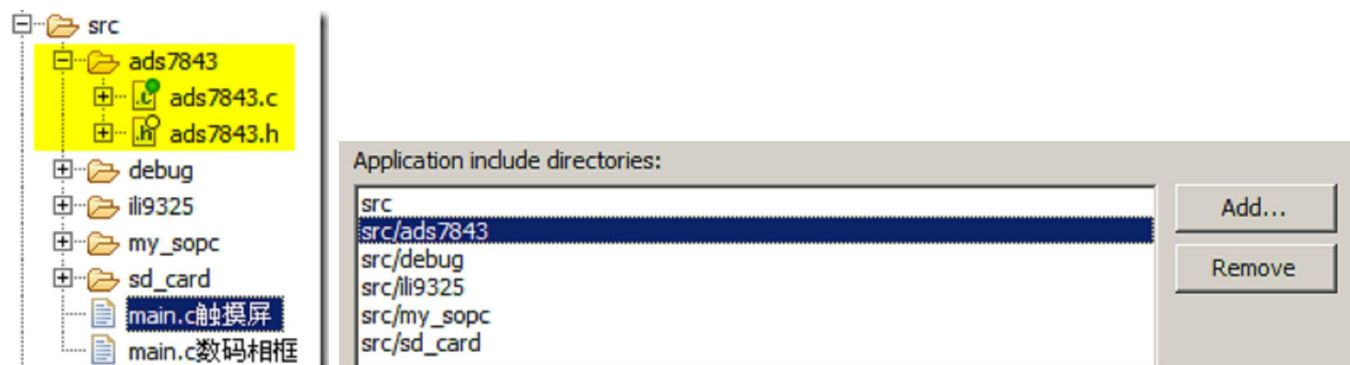 src
ads7843
ads7843.c
ads7843.h
debug
ili9325
my_sopc
sd_card
main.c触摸屏
main.c数码相框
Application include directories:
src
src/ads7843
src/debug
src/ili9325
src/my_sopc
src/sd_card
Add...
Remove